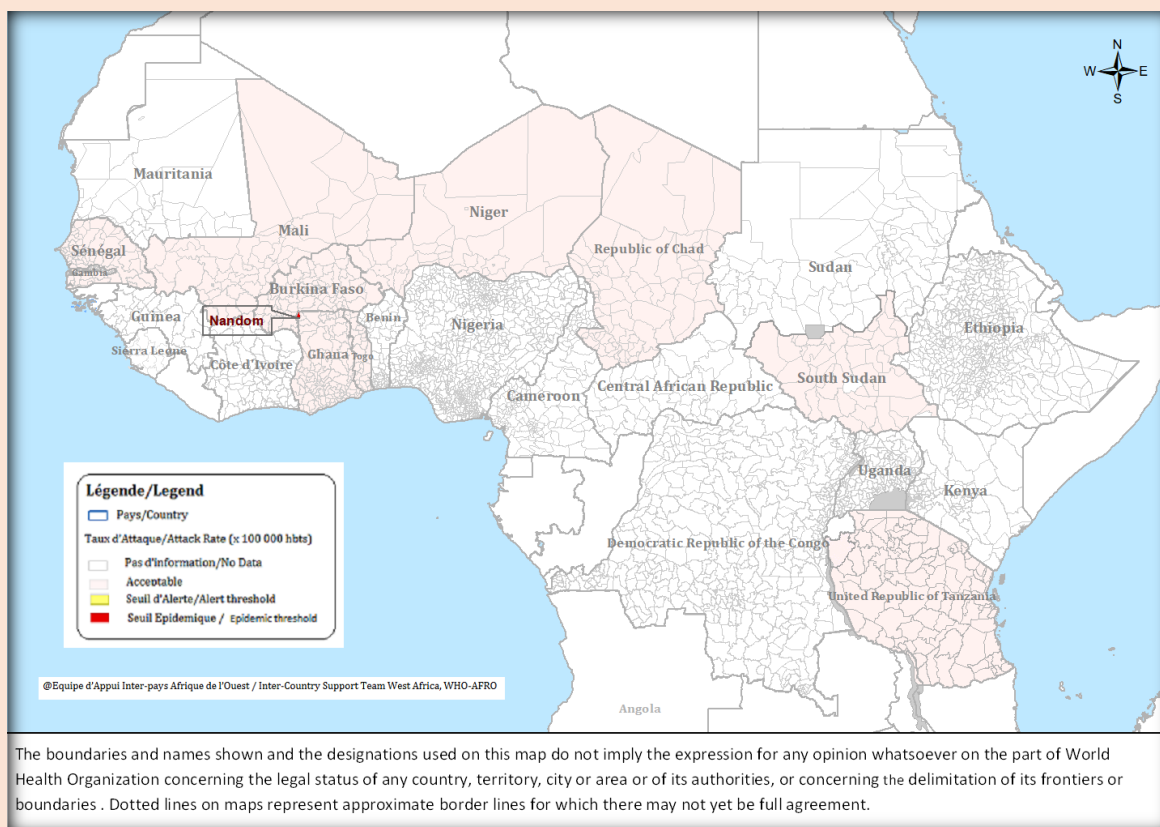 N
W E
S
Mauritania
Mali
Niger
Republic of Chad
Sudan
Sénégal
Gambia
Burkina Faso
Guinea
Nandom
Benin
Nigeria
Ethiopia
Sierra Leone
Côte d'Ivoire
Ghana
Togo
Cameroon
Central African Republic
South Sudan
Uganda
Kenya
Democratic Republic of the Congo
United Republic of Tanzania
Angola
Légende/Legend
Pays/Country
Taux d'Attaque/Attack Rate (x 100 000 hbts)
Pas d'information/No Data
Acceptable
Seuil d'Alerte/Alert threshold
Seuil Epidemique / Epidemic threshold
@Equipe d'Appui Inter-pays Afrique de l'Ouest / Inter-Country Support Team West Africa, WHO-AFRO
The boundaries and names shown and the designations used on this map do not imply the expression for any opinion whatsoever on the part of World
Health Organization concerning the legal status of any country, territory, city or area or of its authorities, or concerning the delimitation of its frontiers or
boundaries . Dotted lines on maps represent approximate border lines for which there may not yet be full agreement.